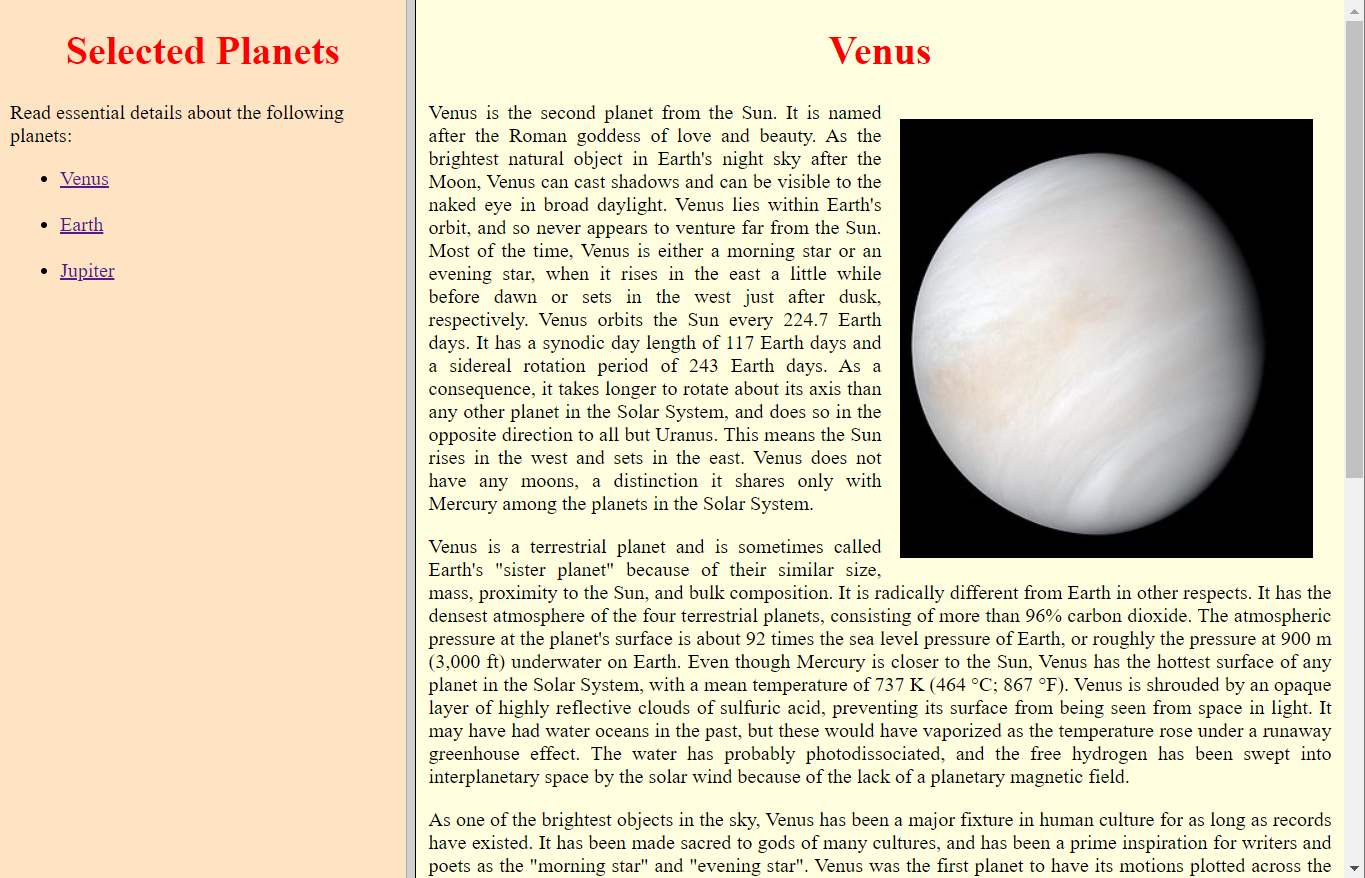 Selected Planets
Read essential details about the following
planets:
• Venus
• Earth
• Jupiter
Venus
Venus is the second planet from the Sun. It is named
after the Roman goddess of love and beauty. As the
brightest natural object in Earth's night sky after the
Moon, Venus can cast shadows and can be visible to the
naked eye in broad daylight. Venus lies within Earth's
orbit, and so never appears to venture far from the Sun.
Most of the time, Venus is either a morning star or an
evening star, when it rises in the east a little while
before dawn or sets in the west just after dusk,
respectively. Venus orbits the Sun every 224.7 Earth
days. It has a synodic day length of 117 Earth days and
a sidereal rotation period of 243 Earth days. As a
consequence, it takes longer to rotate about its axis than
any other planet in the Solar System, and does so in the
opposite direction to all but Uranus. This means the Sun
rises in the west and sets in the east. Venus does not
have any moons, a distinction it shares only with
Mercury among the planets in the Solar System.
Venus is a terrestrial planet and is sometimes called
Earth's "sister planet" because of their similar size,
mass, proximity to the Sun, and bulk composition. It is radically different from Earth in other respects. It has the
densest atmosphere of the four terrestrial planets, consisting of more than 96% carbon dioxide. The atmospheric
pressure at the planet's surface is about 92 times the sea level pressure of Earth, or roughly the pressure at 900 m
(3,000 ft) underwater on Earth. Even though Mercury is closer to the Sun, Venus has the hottest surface of any
planet in the Solar System, with a mean temperature of 737 K (464 °C; 867 °F). Venus is shrouded by an opaque
layer of highly reflective clouds of sulfuric acid, preventing its surface from being seen from space in light. It
may have had water oceans in the past, but these would have vaporized as the temperature rose under a runaway
greenhouse effect. The water has probably photodissociated, and the free hydrogen has been swept into
interplanetary space by the solar wind because of the lack of a planetary magnetic field.
As one of the brightest objects in the sky, Venus has been a major fixture in human culture for as long as records
have existed. It has been made sacred to gods of many cultures, and has been a prime inspiration for writers and
poets as the "morning star" and "evening star". Venus was the first planet to have its motions plotted across the